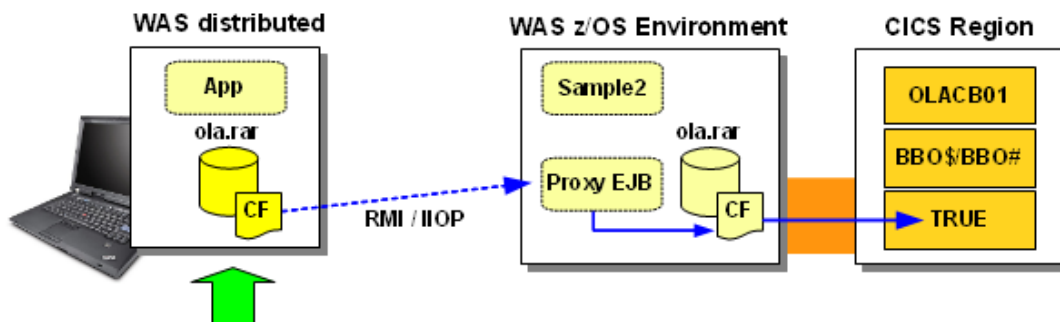 WAS distributed
App
ola.rar
CF
RMI / IIOP
WAS z/OS Environment
Sample2
ola.rar
Proxy EJB
CF
CICS Region
OLACB01
BBO$/BBO#
TRUE